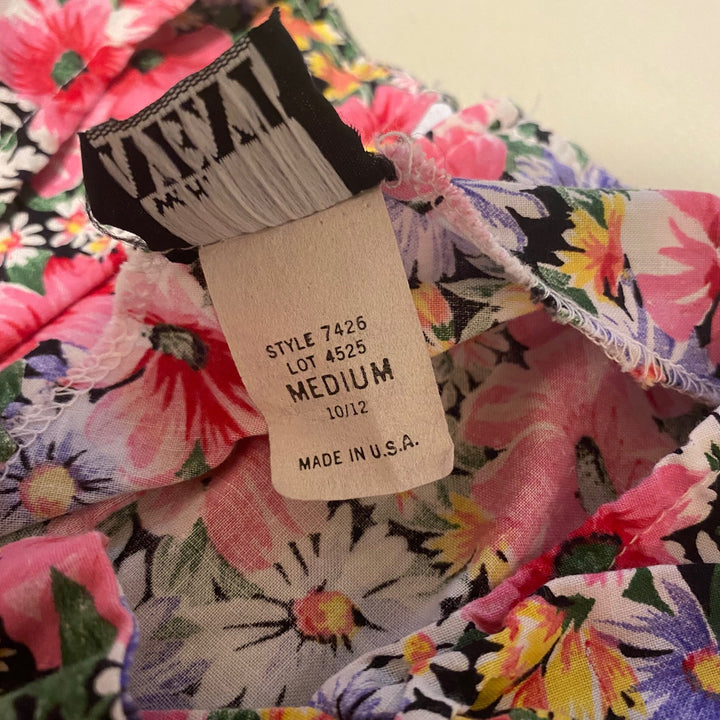 STYLE 7426
LOT 4525
MEDIUM
10/12
MADE IN U.S.A.